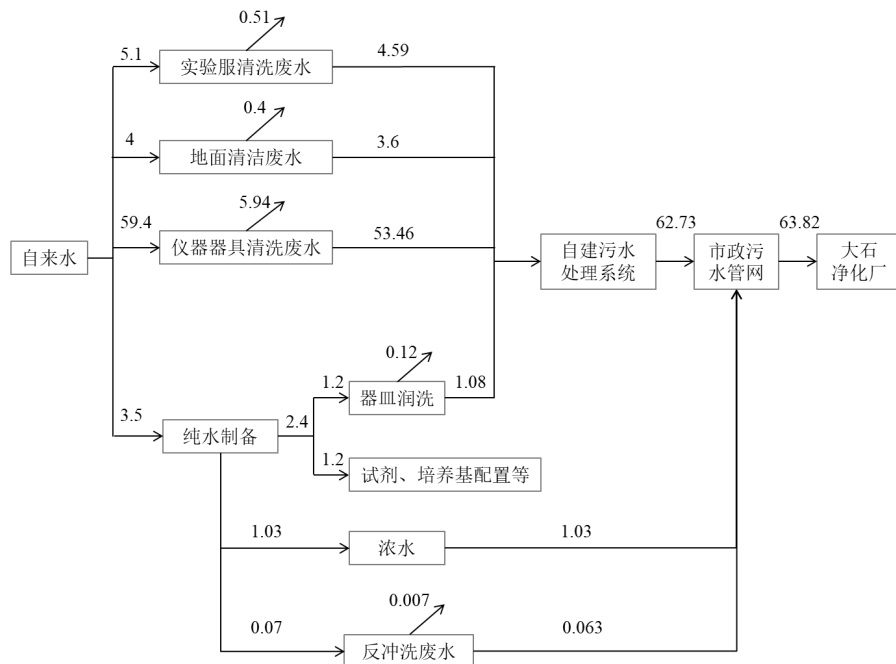 0.51
5.1
实验服清洗废水
4.59
0.4
4
地面清洁废水
3.6
5.94
59.4
仪器器具清洗废水
53.46
自来水
自建污水
处理系统
62.73
市政污
水管网
63.82
大石
净化厂
0.12
1.2
器皿润洗
1.08
3.5
纯水制备
2.4
1.2
试剂、培养基配置等
1.03
浓水
1.03
0.007
0.07
反冲洗废水
0.063